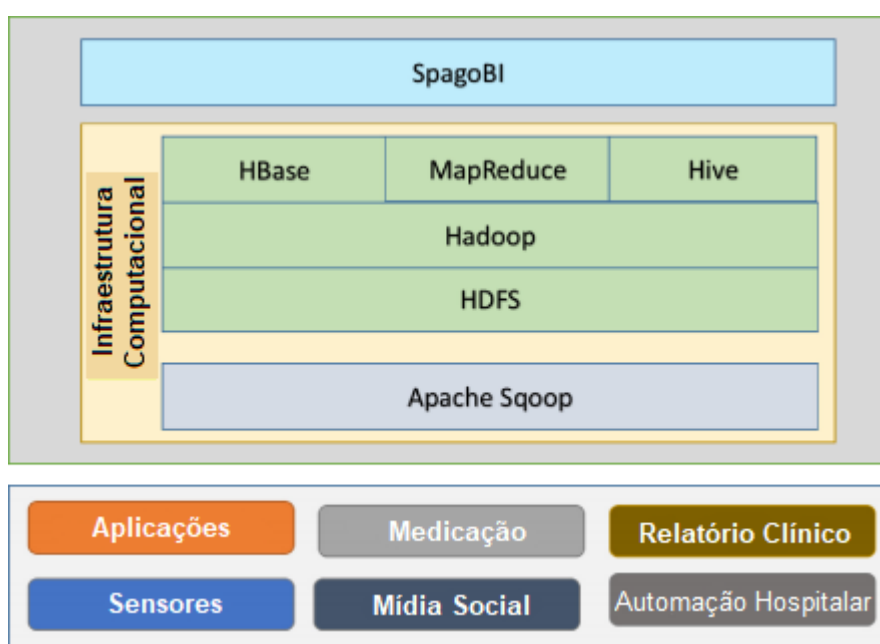 SpagoBI
Infraestrutura
Computacional
HBase MapReduce Hive
Hadoop
HDFS
Apache Sqoop
Aplicações Medicação Relatório Clínico
Sensores Mídia Social Automação Hospitalar